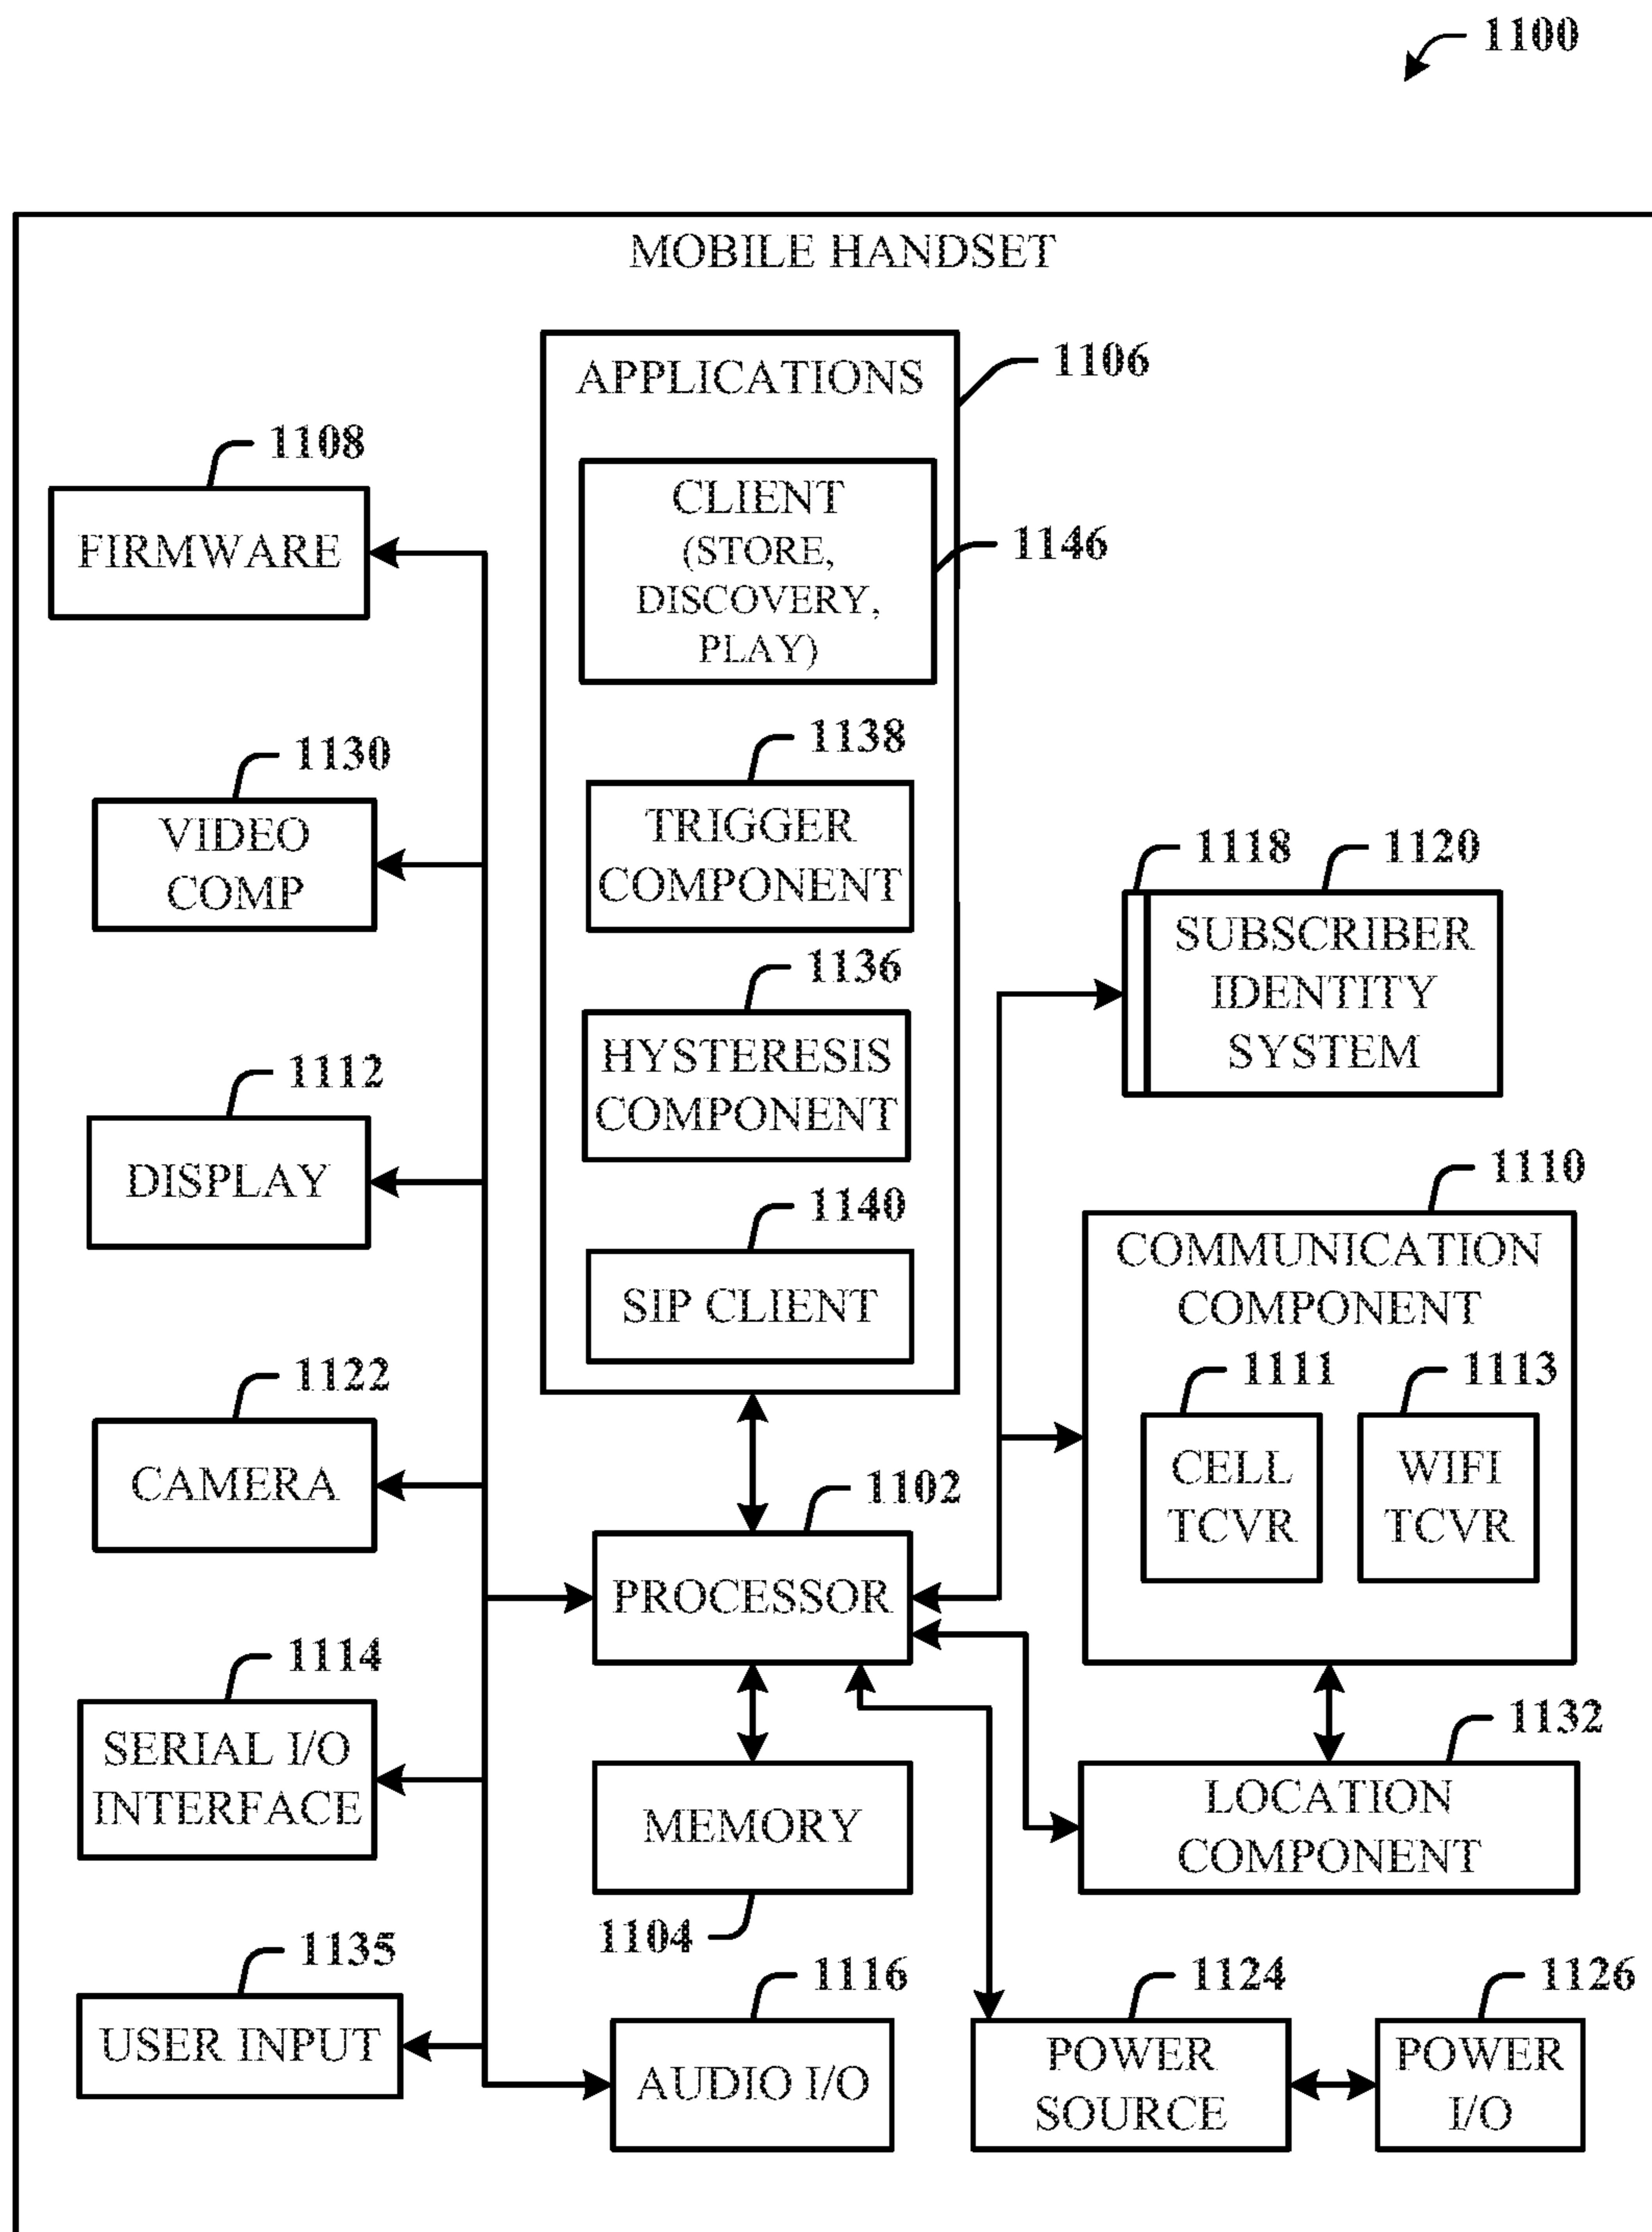 1100
MOBILE HANDSET
APPLICATIONS
1106
CLIENT
(STORE,
DISCOVERY,
PLAY)
1146
1138
TRIGGER
COMPONENT
1136
HYSTERESIS
COMPONENT
1140
SIP CLIENT
1108
FIRMWARE
1130
VIDEO
COMP
1112
DISPLAY
1122
CAMERA
1114
SERIAL I/O
INTERFACE
1135
USER INPUT
1102
PROCESSOR
MEMORY
1104
1116
AUDIO I/O
1118
1120
SUBSCRIBER
IDENTITY
SYSTEM
1110
COMMUNICATION
COMPONENT
1111
CELL
TCVR
1113
WIFI
TCVR
1132
LOCATION
COMPONENT
1124
POWER
SOURCE
1126
POWER
I/O